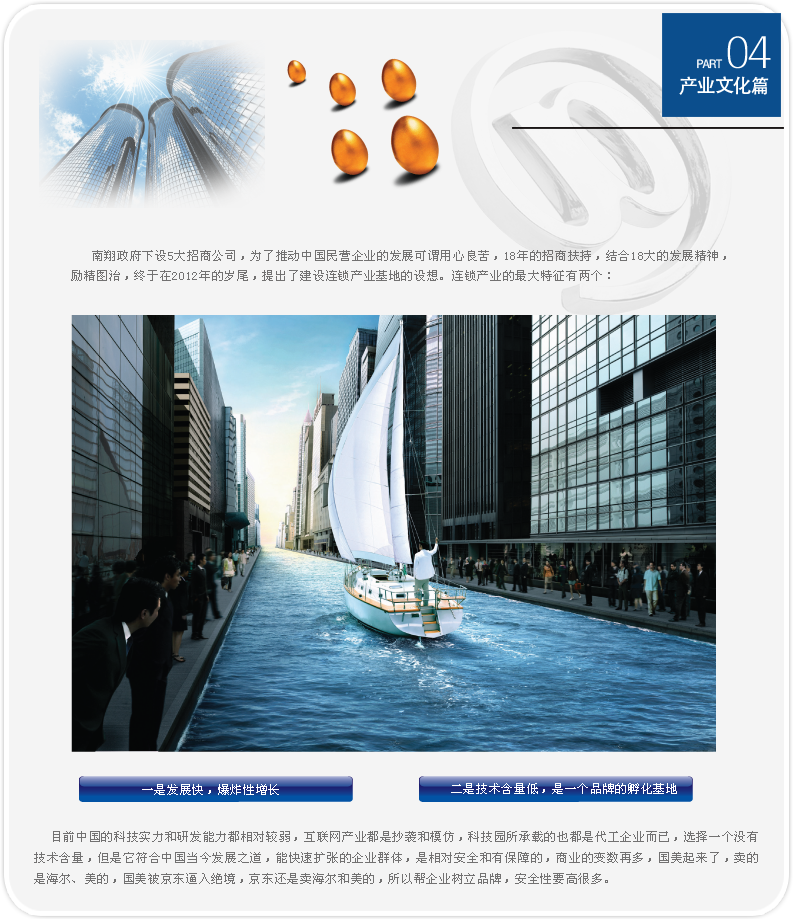 PART 04
产业文化篇
南翔政府下设5大招商公司，为了推动中国民营企业的发展可谓用心良苦，18年的招商扶持，结合18大的发展精神，
励精图治，终于在2012年的岁尾，提出了建设连锁产业基地的设想。连锁产业的最大特征有两个：
一是发展快，爆炸性增长
二是技术含量低，是一个品牌的孵化基地
目前中国的科技实力和研发能力都相对较弱，互联网产业都是抄袭和模仿，科技园所承载的也都是代工企业而已，选择一个没有
技术含量，但是它符合中国当今发展之道，能快速扩张的企业群体，是相对安全和有保障的，商业的变数再多，国美起来了，卖的
是海尔、美的，国美被京东逼入绝境，京东还是卖海尔和美的，所以帮企业树立品牌，安全性要高很多。